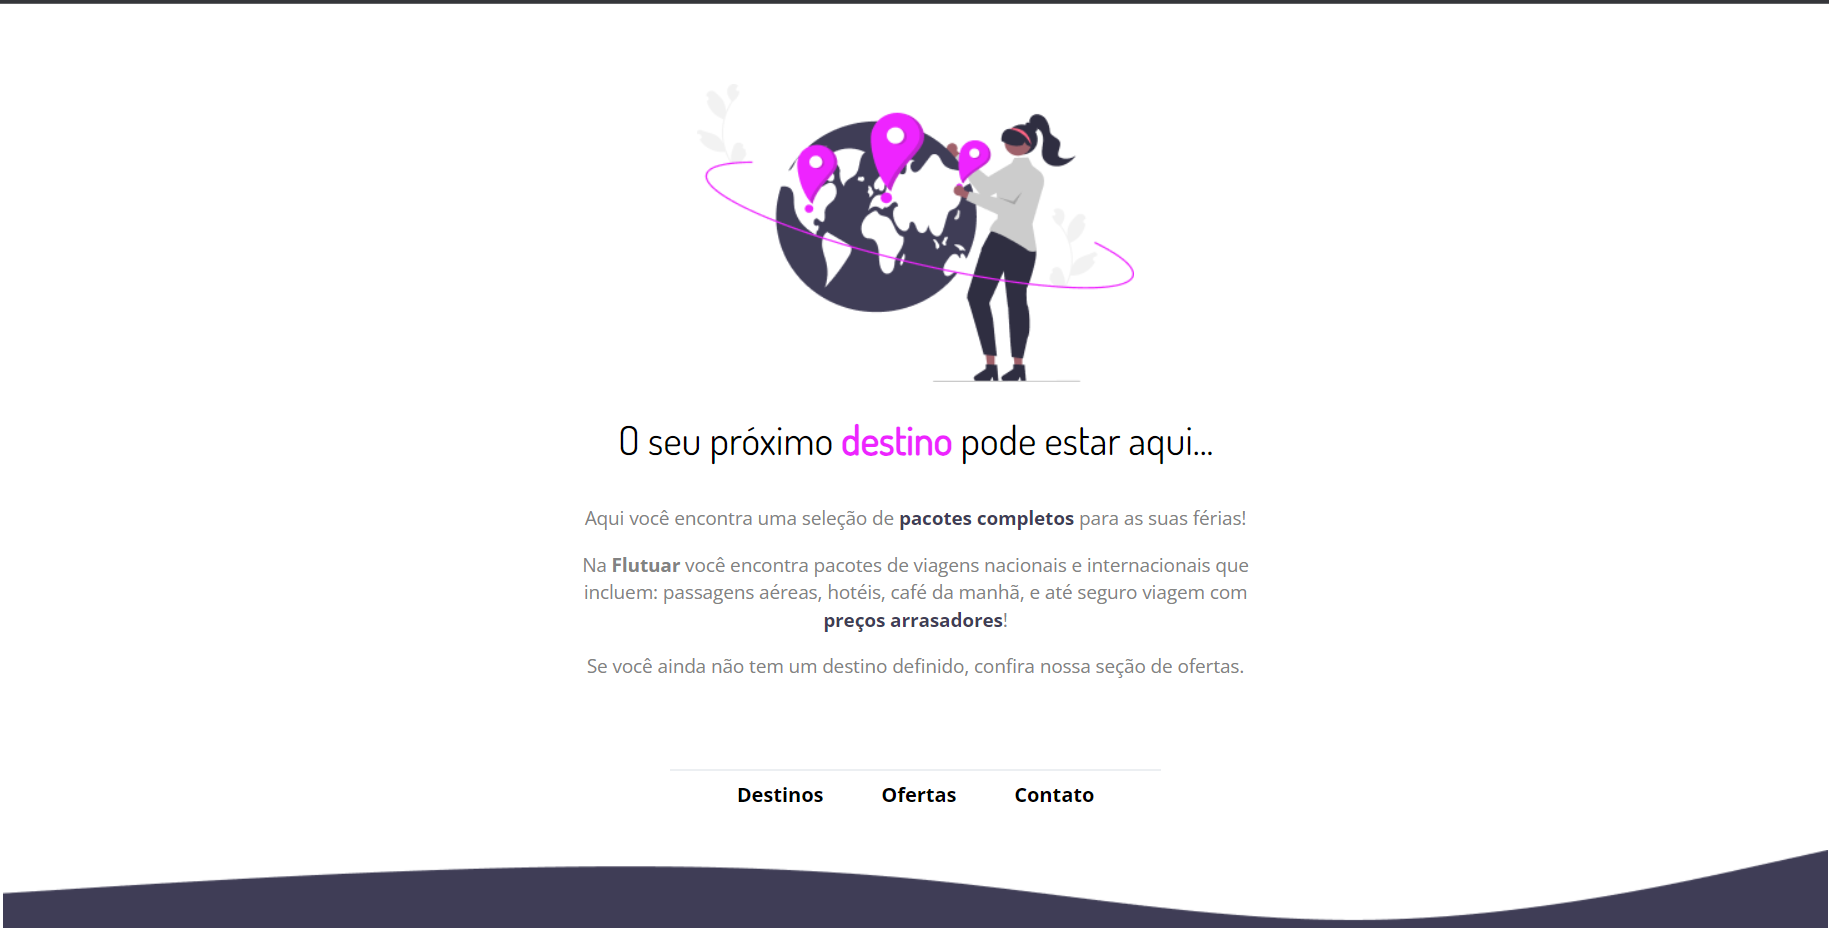 O seu próximo destino pode estar aqui...
Aqui você encontra uma seleção de pacotes completos para as suas férias!
Na Flutuar você encontra pacotes de viagens nacionais e internacionais que
incluem: passagens aéreas, hotéis, café da manhã, e até seguro viagem com
preços arrasadores!
Se você ainda não tem um destino definido, confira nossa seção de ofertas.
Destinos Ofertas Contato